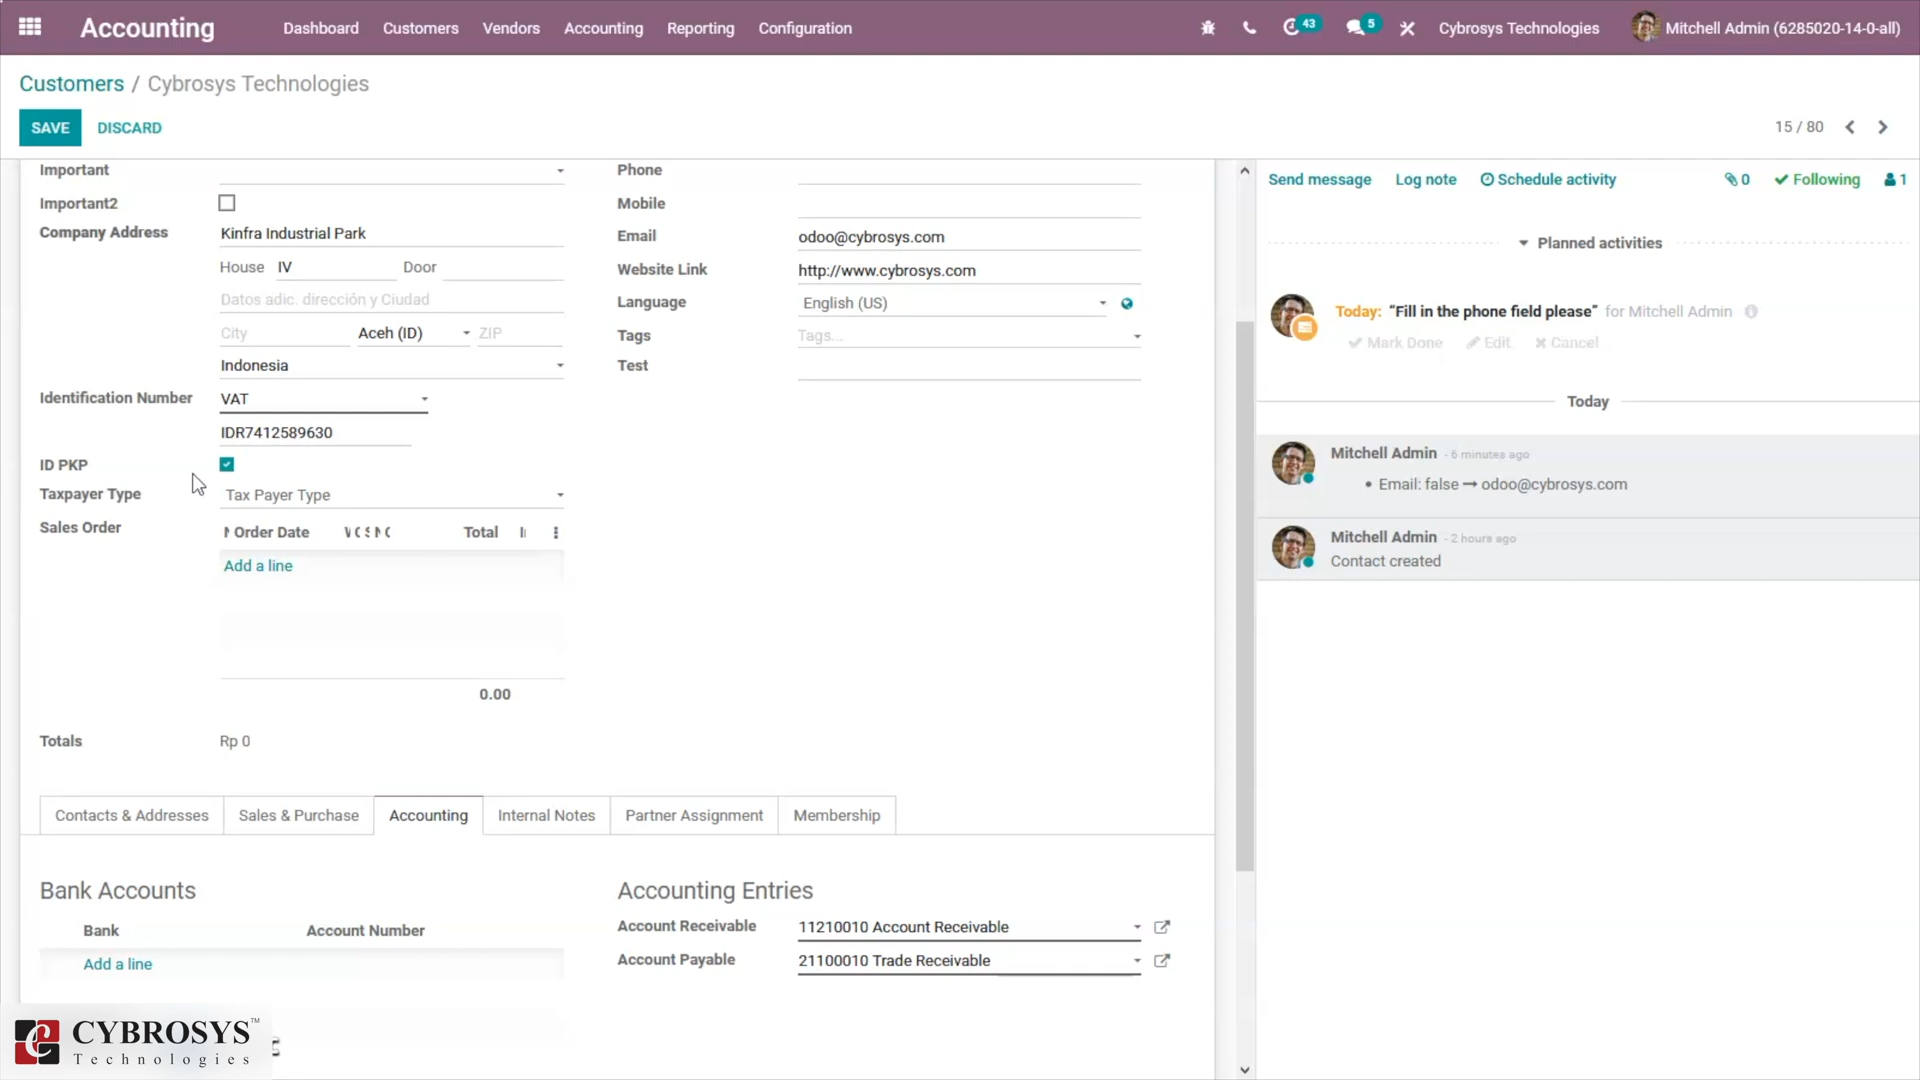 Accounting Dashboard Customers Vendors Accounting Reporting Configuration 43 5 Cybrosys Technologies Mitchell Admin (6285020-14-0-all)
Customers / Cybrosys Technologies
SAVE DISCARD 15 / 80
Important
Important2
Company Address Kinfra Industrial Park
House IV Door
Datos adic. dirección y Ciudad
City Aceh (ID) ZIP
Indonesia
Identification Number VAT
IDR7412589630
ID PKP
Taxpayer Type Tax Payer Type
Sales Order Order Date Total
Add a line
0.00
Totals Rp 0
Phone
Mobile
Email odoo@cybrosys.com
Website Link http://www.cybrosys.com
Language English (US)
Tags Tags...
Test
Contacts & Addresses Sales & Purchase Accounting Internal Notes Partner Assignment Membership
Bank Accounts
Bank Account Number
Add a line
Accounting Entries
Account Receivable 11210010 Account Receivable
Account Payable 21100010 Trade Receivable
Send message Log note Schedule activity 0 Following 1
Planned activities
Today: “Fill in the phone field please” for Mitchell Admin
Mark Done Edit Cancel
Today
Mitchell Admin - 6 minutes ago
• Email: false → odoo@cybrosys.com
Mitchell Admin - 2 hours ago
Contact created
CYBROSYS™
Technologies